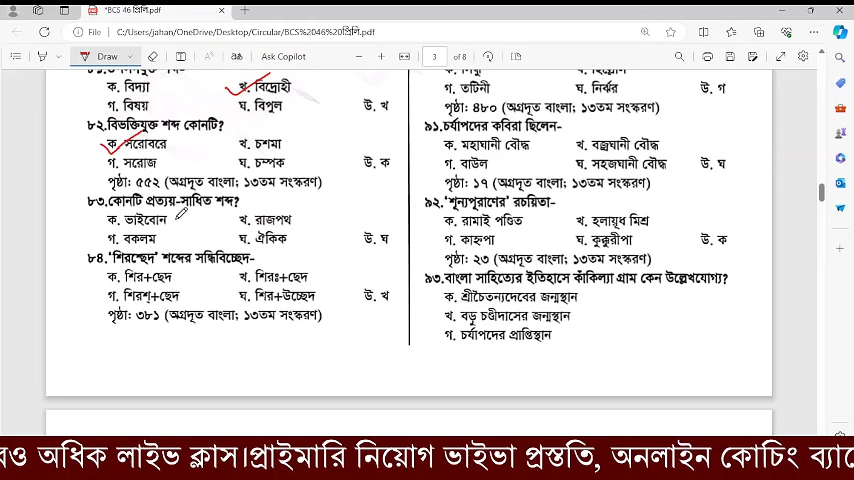 *BCS 46 প্রিলি.pdf
File
C:/Users/jahan/OneDrive/Desktop/Circular/BCS%2046%20প্রিলি.pdf
Draw
Ask Copilot
3 of 8
ক. বিদ্যা
খ. বিদ্রোহী
গ. বিষয়
ঘ. বিপুল
উ. খ
৮২. বিভক্তিযুক্ত শব্দ কোনটি?
ক. সরোবরে
খ. চশমা
গ. সরোজ
ঘ. চম্পক
উ. ক
পৃষ্ঠা: ৫৫২ (অগ্রদূত বাংলা; ১৩তম সংস্করণ)
৮৩.কোনটি প্রত্যয়-সাধিত শব্দ?
ক. ভাইবোন
খ. রাজপথ
গ. বকলম
ঘ. ঐকিক
উ. ঘ
৮৪. ‘শিরশ্ছেদ’ শব্দের সন্ধিবিচ্ছেদ-
ক. শির+ছেদ
খ. শিরঃ+ছেদ
গ. শিরশ্+ছেদ
ঘ. শির+উচ্ছেদ
উ. খ
পৃষ্ঠা: ৩৮১ (অগ্রদূত বাংলা; ১৩তম সংস্করণ)
গ. তটিনী
ঘ. নির্ঝর
উ. গ
পৃষ্ঠা: ৪৮০ (অগ্রদূত বাংলা; ১৩তম সংস্করণ)
৯১.চর্যাপদের কবিরা ছিলেন-
ক. মহাঘানী বৌদ্ধ
খ. বজ্রঘানী বৌদ্ধ
গ. বাউল
ঘ. সহজঘানী বৌদ্ধ
উ. ঘ
পৃষ্ঠা: ১৭ (অগ্রদূত বাংলা; ১৩তম সংস্করণ)
৯২. ‘শূন্যপুরাণের’ রচয়িতা-
ক. রামাই পণ্ডিত
খ. হলায়ূধ মিশ্র
গ. কাহ্নপা
ঘ. কুক্কুরীপা
উ. ক
পৃষ্ঠা: ২৩ (অগ্রদূত বাংলা; ১৩তম সংস্করণ)
৯৩.বাংলা সাহিত্যের ইতিহাসে কাঁকিল্যা গ্রাম কেন উল্লেখযোগ্য?
ক. শ্রীচৈতন্যদেবের জন্মস্থান
খ. বড়ু চণ্ডীদাসের জন্মস্থান
গ. চর্যাপদের প্রাপ্তিস্থান
অধিক লাইভ ক্লাস।প্রাইমারি নিয়োগ ভাইভা প্রস্তুতি, অনলাইন কোচিং